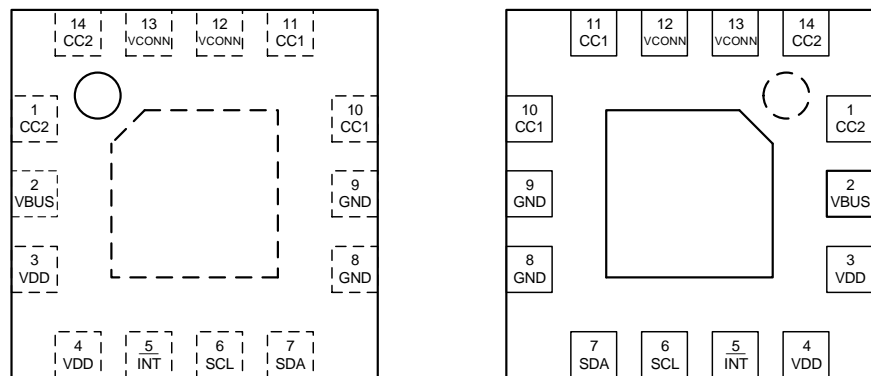 14 13 12 11
CC2 VCONN VCONN CC1
1 10
CC2 CC1
2 9
VBUS GND
3 8
VDD GND
4 5 6 7
VDD INT SCL SDA
11 12 13 14
CC1 VCONN VCONN CC2
10 1
CC1 CC2
9 2
GND VBUS
8 3
GND VDD
7 6 5 4
SDA SCL INT VDD